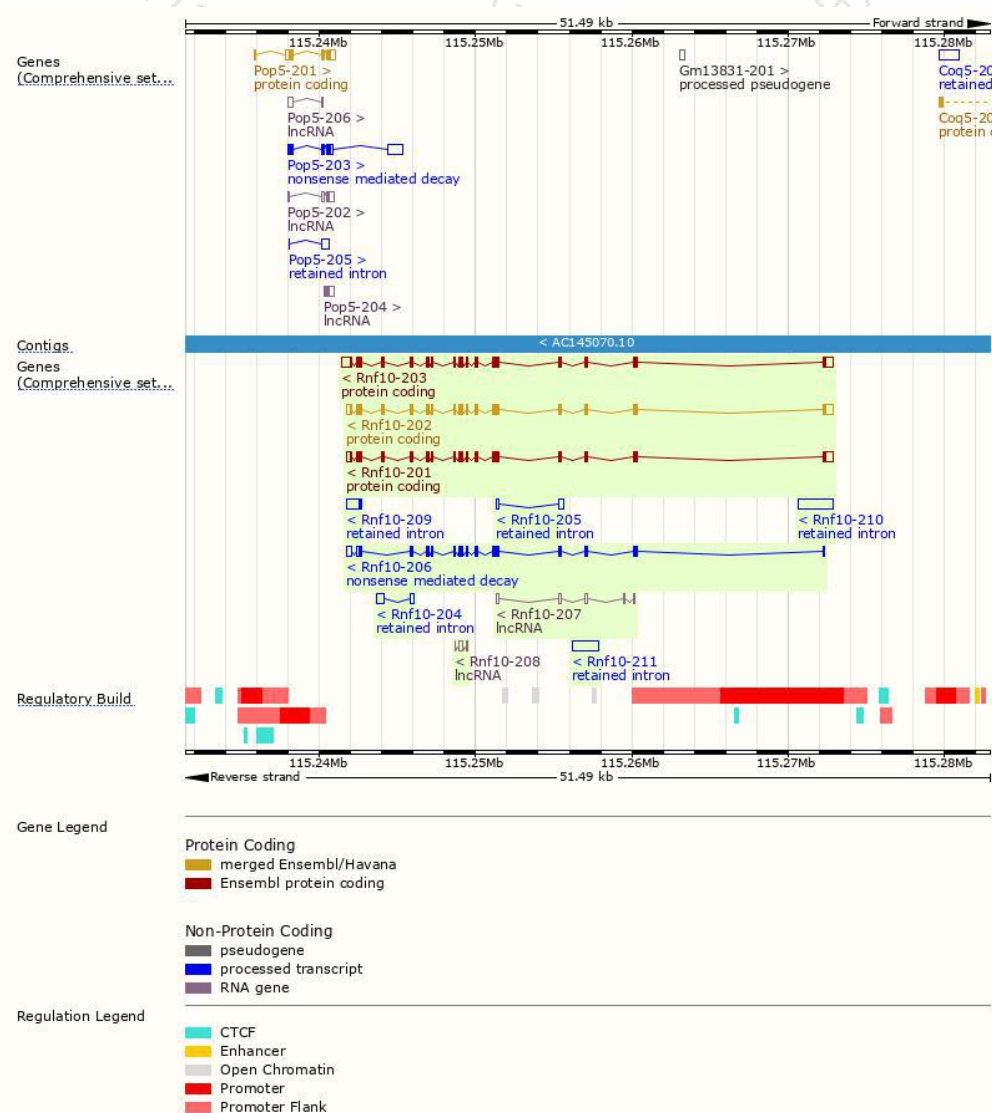 51.49 kb Forward strand
115.24Mb 115.25Mb 115.26Mb 115.27Mb 115.28Mb
Genes
(Comprehensive set...
Pop5-201 >
protein coding
Gm13831-201 >
processed pseudogene
Coq5-20
retained
Pop5-206 >
lncRNA
Coq5-20
protein c
Pop5-203 >
nonsense mediated decay
Pop5-202 >
lncRNA
Pop5-205 >
retained intron
Pop5-204 >
lncRNA
Contigs
< AC145070.10
Genes
(Comprehensive set...
< Rnf10-203
protein coding
< Rnf10-202
protein coding
< Rnf10-201
protein coding
< Rnf10-209 < Rnf10-205 < Rnf10-210
retained intron retained intron retained intron
< Rnf10-206
nonsense mediated decay
< Rnf10-204 < Rnf10-207
retained intron lncRNA
< Rnf10-208 < Rnf10-211
lncRNA retained intron
Regulatory Build
115.24Mb 115.25Mb 115.26Mb 115.27Mb 115.28Mb
Reverse strand 51.49 kb
Gene Legend
Protein Coding
merged Ensembl/Havana
Ensembl protein coding
Non-Protein Coding
pseudogene
processed transcript
RNA gene
Regulation Legend
CTCF
Enhancer
Open Chromatin
Promoter
Promoter Flank